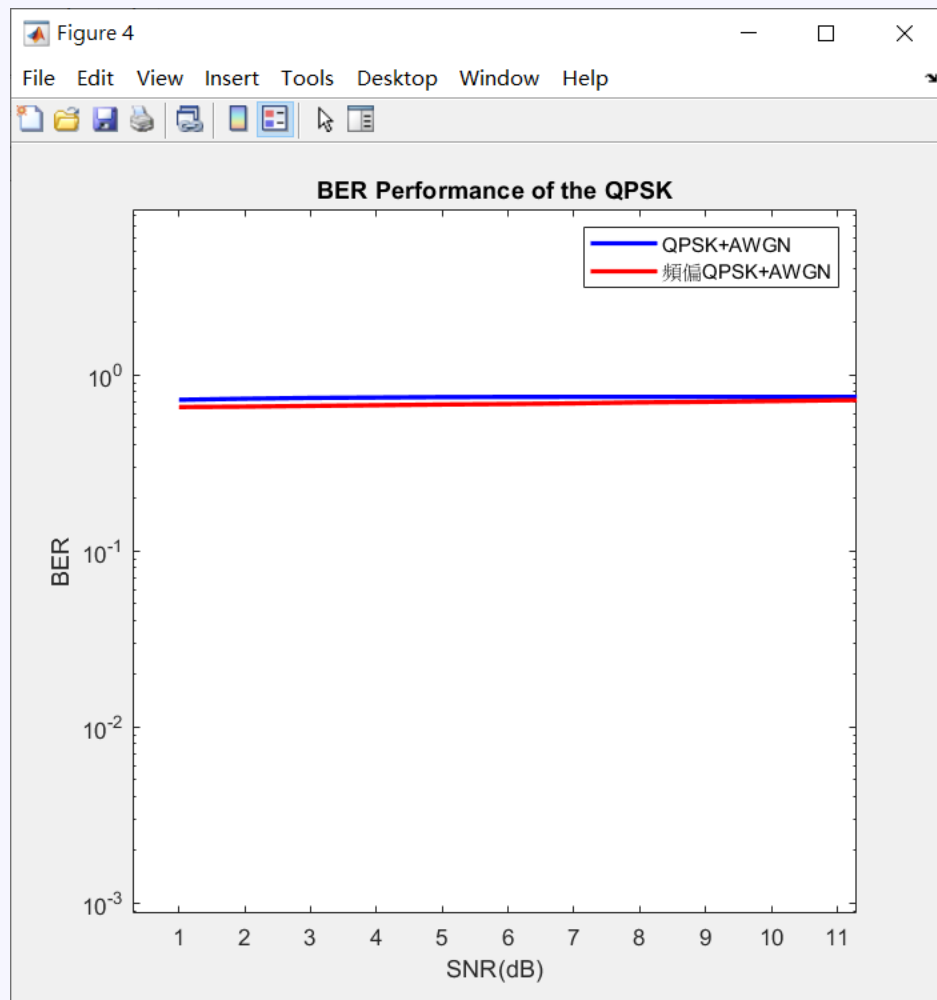 Figure 4
File Edit View Insert Tools Desktop Window Help
BER Performance of the QPSK
QPSK+AWGN
頻偏QPSK+AWGN
10^0
10^-1
10^-2
10^-3
BER
1 2 3 4 5 6 7 8 9 10 11
SNR(dB)